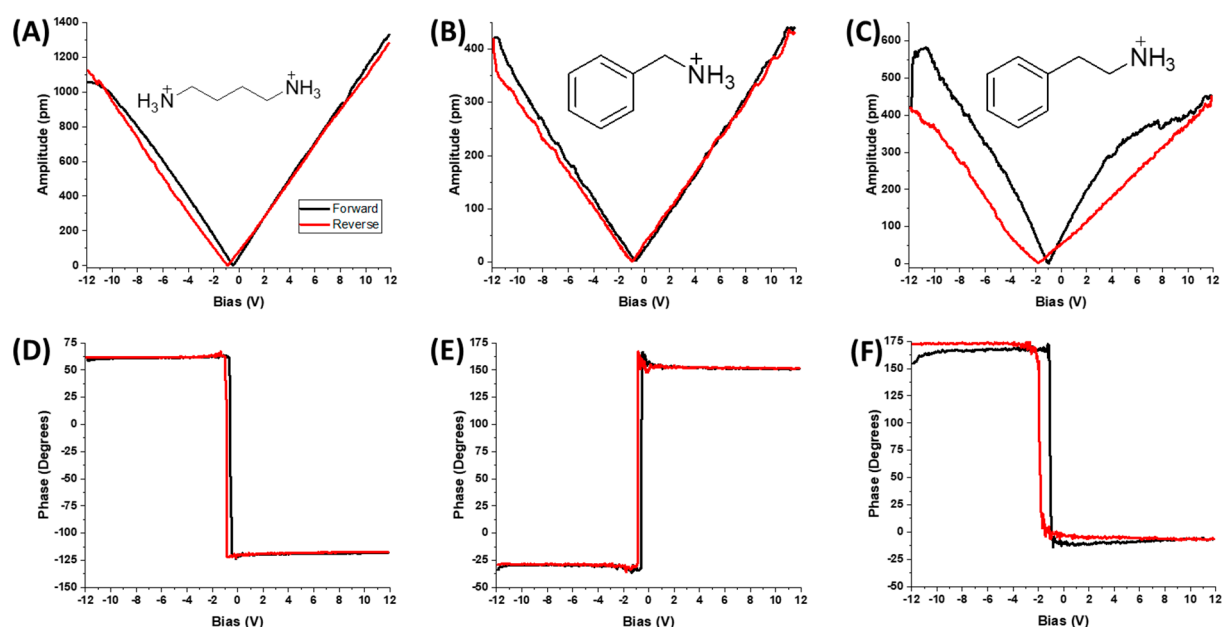 (A)
1400
1200
1000
800
600
400
200
0
Amplitude (pm)
H₃N⁺
NH₃⁺
Forward
Reverse
-12 -10 -8 -6 -4 -2 0 2 4 6 8 10 12
Bias (V)
(B)
400
300
200
100
0
Amplitude (pm)
NH₃⁺
-12 -10 -8 -6 -4 -2 0 2 4 6 8 10 12
Bias (V)
(C)
700
600
500
400
300
200
100
0
Amplitude (pm)
NH₃⁺
-12 -10 -8 -6 -4 -2 0 2 4 6 8 10 12
Bias (V)
(D)
75
50
25
0
-25
-50
-75
-100
-125
-150
Phase (Degrees)
-12 -10 -8 -6 -4 -2 0 2 4 6 8 10 12
Bias (V)
(E)
175
150
125
100
75
50
25
0
-25
-50
Phase (Degrees)
-12 -10 -8 -6 -4 -2 0 2 4 6 8 10 12
Bias (V)
(F)
175
150
125
100
75
50
25
0
-25
-50
Phase (Degrees)
-12 -10 -8 -6 -4 -2 0 2 4 6 8 10 12
Bias (V)